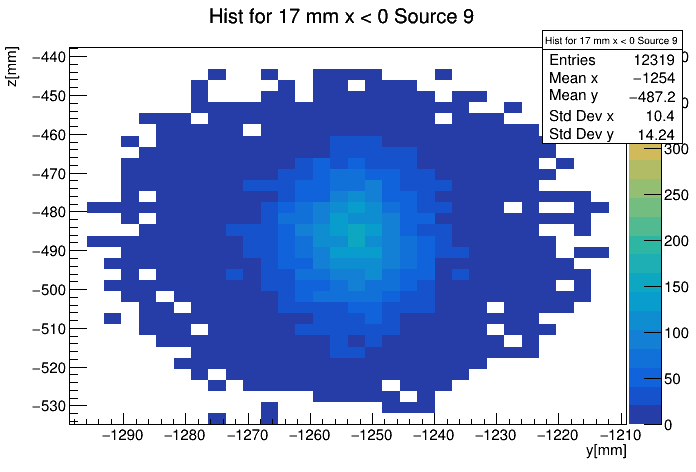 Hist for 17 mm x < 0 Source 9
Hist for 17 mm x < 0 Source 9
Entries 12319
Mean x −1254
Mean y −487.2
Std Dev x 10.4
Std Dev y 14.24
z[mm]
−440
−450
−460
−470
−480
−490
−500
−510
−520
−530
−1290 −1280 −1270 −1260 −1250 −1240 −1230 −1220 −1210
y[mm]
300
250
200
150
100
50
0